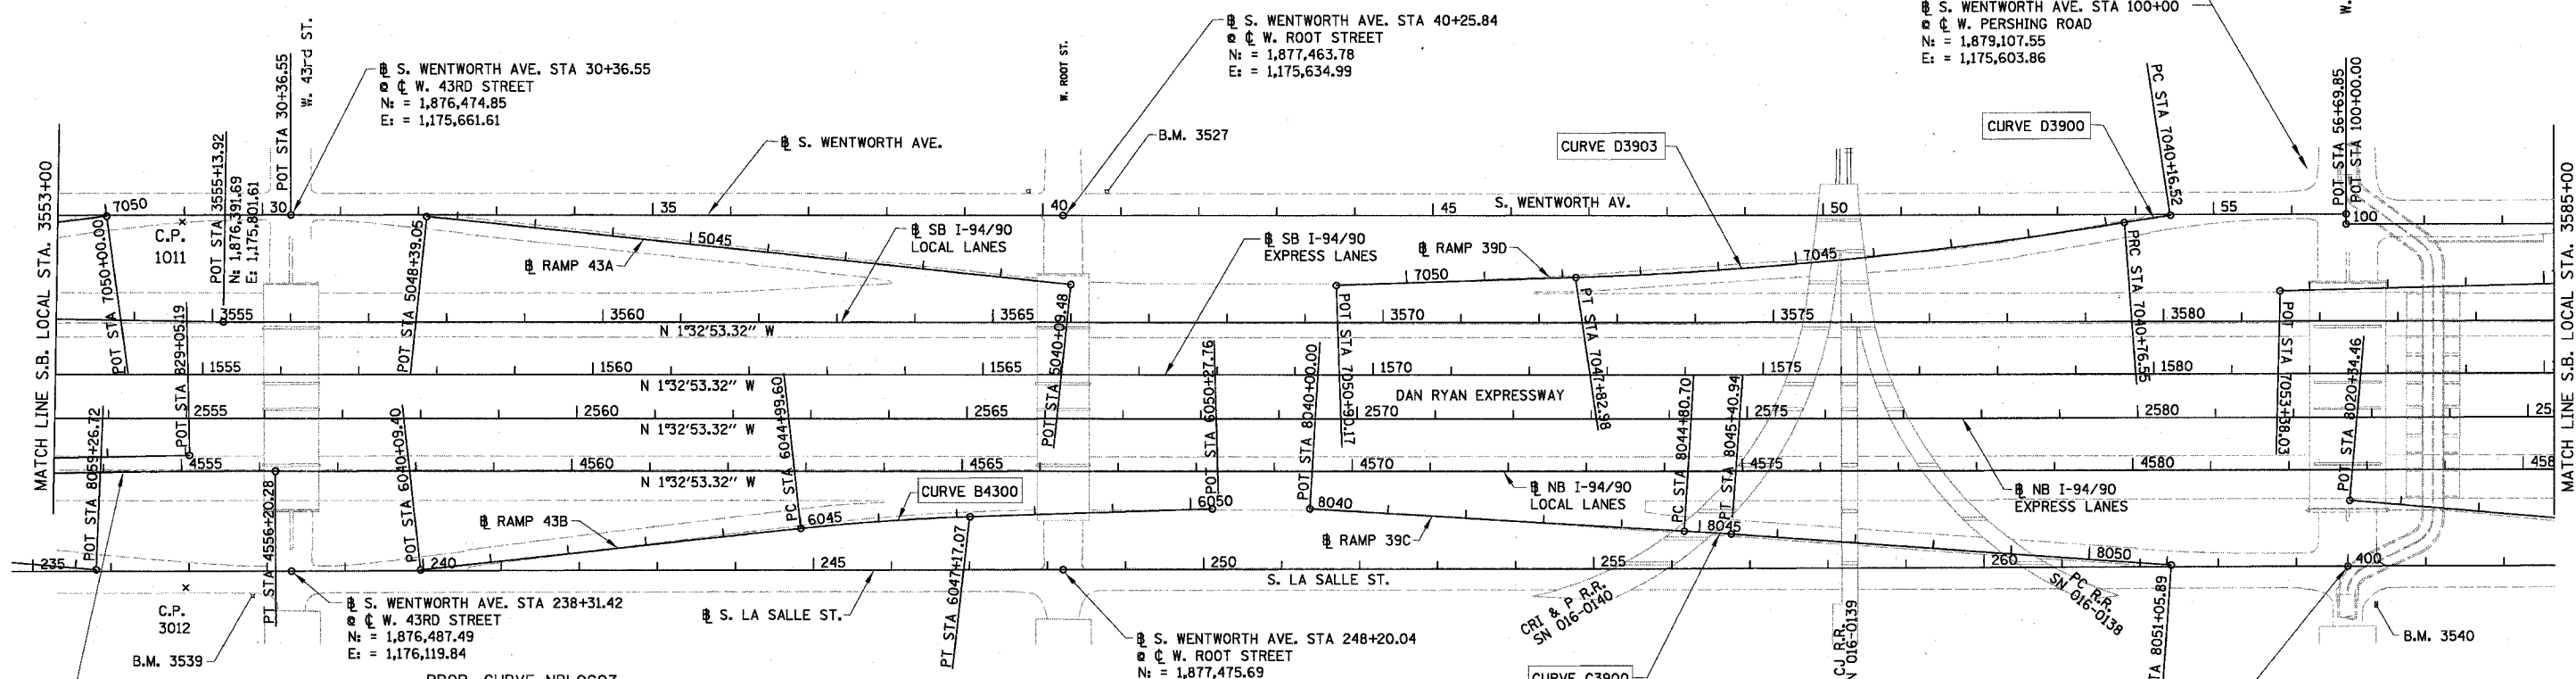 ℄ S. WENTWORTH AVE. STA 40+25.84
@ ℄ W. ROOT STREET
N: = 1,877,463.78
E: = 1,175,634.99
℄ S. WENTWORTH AVE. STA 100+00
@ ℄ W. PERSHING ROAD
N: = 1,879,107.55
E: = 1,175,603.86
W.
℄ S. WENTWORTH AVE. STA 30+36.55
@ ℄ W. 43RD STREET
N: = 1,876,474.85
E: = 1,175,661.61
POT STA 30+36.55
W. 43rd ST.
W. ROOT ST.
℄ S. WENTWORTH AVE.
B.M. 3527
CURVE D3903
CURVE D3900
PC STA 7040+16.52
POT STA 56+69.85
POT STA 100+00.00
MATCH LINE S.B. LOCAL STA. 3553+00
MATCH LINE S.B. LOCAL STA. 3585+00
7050
30
35
40
45
S. WENTWORTH AV.
50
55
100
POT STA 7050+00.00
C.P.
1011
POT STA 3555+13.92
N: 1,876,391.69
E: 1,175,801.61
POT STA 5048+39.05
5045
℄ RAMP 43A
℄ SB I-94/90
LOCAL LANES
℄ SB I-94/90
EXPRESS LANES
℄ RAMP 39D
7050
7045
3555
3560
N 1°32'53.32" W
3565
3570
3575
3580
POT STA 829+05.19
POT STA 5040+09.48
POT STA 7050+90.17
PT STA 7047+82.98
PRC STA 7040+76.55
POT STA 7053+38.03
1555
1560
N 1°32'53.32" W
1565
1570
1575
1580
DAN RYAN EXPRESSWAY
2555
2560
N 1°32'53.32" W
2565
2570
2575
2580
25
POT STA 8059+26.72
POT STA 6040+09.40
PC STA 6044+99.60
POT STA 6050+27.76
POT STA 8040+00.00
PC STA 8044+80.70
PT STA 8045+40.94
POT STA 8020+34.46
4555
4560
N 1°32'53.32" W
4565
4570
4575
4580
458
PT STA 4556+20.28
℄ RAMP 43B
6045
CURVE B4300
6050
8040
℄ RAMP 39C
℄ NB I-94/90
LOCAL LANES
8045
℄ NB I-94/90
EXPRESS LANES
8050
235
240
245
250
S. LA SALLE ST.
255
260
400
C.P.
3012
B.M. 3539
℄ S. WENTWORTH AVE. STA 238+31.42
@ ℄ W. 43RD STREET
N: = 1,876,487.49
E: = 1,176,119.84
℄ S. LA SALLE ST.
PT STA 6047+17.07
℄ S. WENTWORTH AVE. STA 248+20.04
@ ℄ W. ROOT STREET
N: = 1,877,475.69
CRI & P R.R.
SN 016-0140
CJ R.R.
016-0139
PC R.R.
SN 016-0138
TA 8051+05.89
B.M. 3540
PROP. CURVE
CURVE C3900